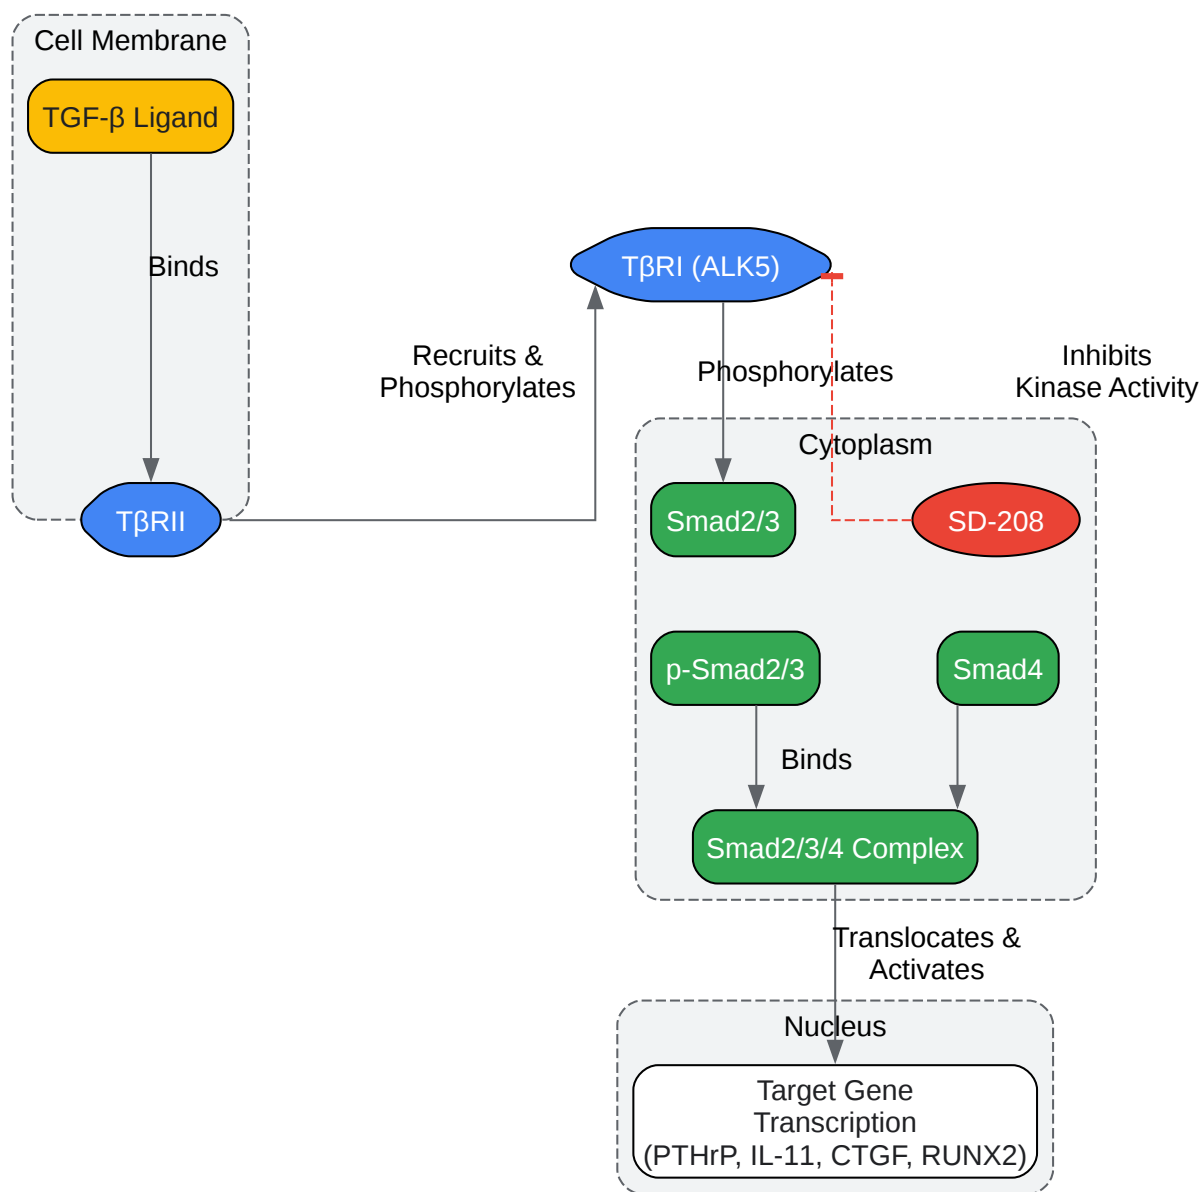 Cell Membrane
TGF-β Ligand
Binds
TβRII
Recruits &
Phosphorylates
TβRI (ALK5)
Phosphorylates
Inhibits
Kinase Activity
Cytoplasm
Smad2/3
SD-208
p-Smad2/3
Smad4
Binds
Smad2/3/4 Complex
Translocates &
Activates
Nucleus
Target Gene
Transcription
(PTHrP, IL-11, CTGF, RUNX2)